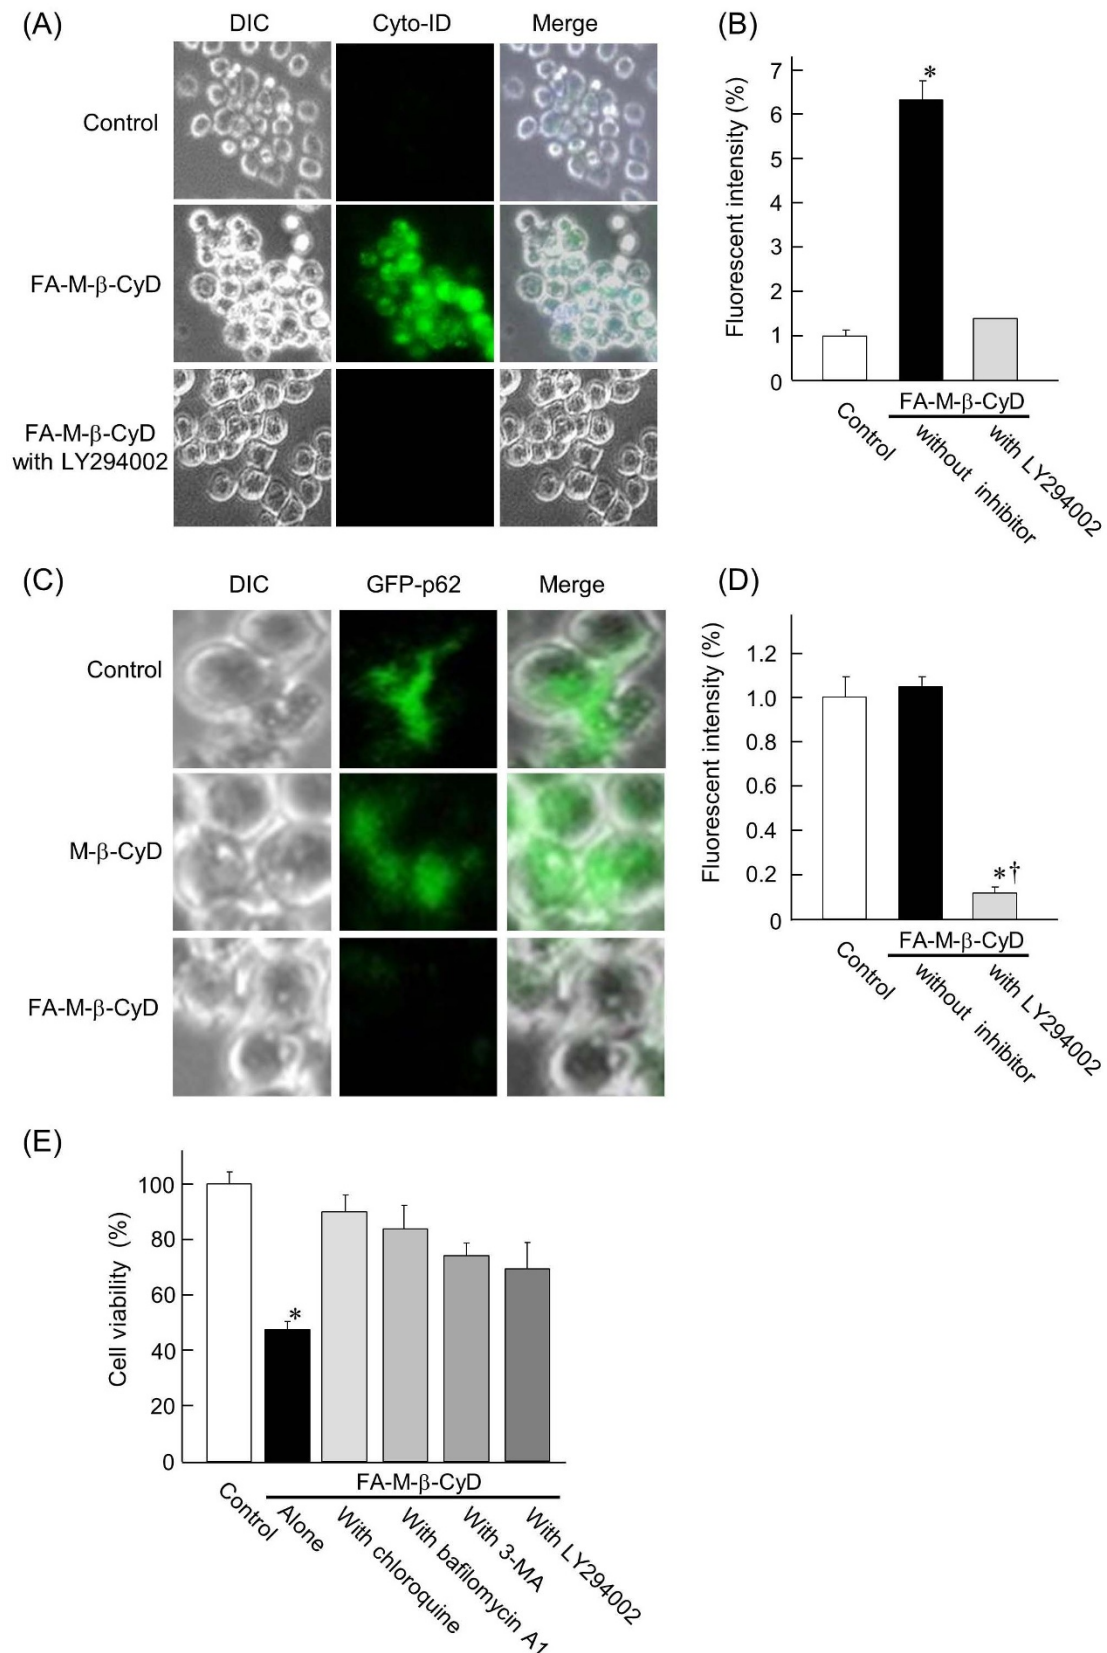 (A)
DIC Cyto-ID Merge
Control
FA-M-β-CyD
FA-M-β-CyD
with LY294002
(B)
Fluorescent intensity (%)
7
6
5
4
3
2
1
0
*
FA-M-β-CyD
Control
without inhibitor
with LY294002
(C)
DIC GFP-p62 Merge
Control
M-β-CyD
FA-M-β-CyD
(D)
Fluorescent intensity (%)
1.2
1.0
0.8
0.6
0.4
0.2
0
*†
FA-M-β-CyD
Control
without inhibitor
with LY294002
(E)
Cell viability (%)
100
80
60
40
20
0
*
FA-M-β-CyD
Control
Alone
With chloroquine
With bafilomycin A1
With 3-MA
With LY294002